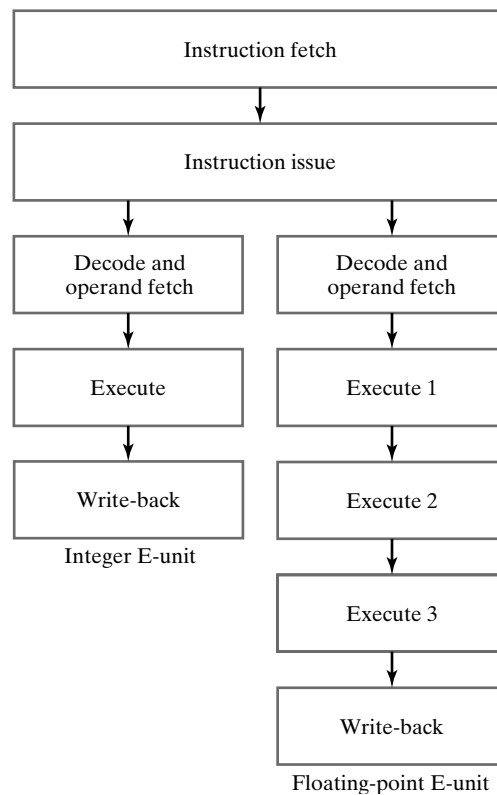 Instruction fetch
Instruction issue
Decode and
operand fetch
Execute
Write-back
Integer E-unit
Decode and
operand fetch
Execute 1
Execute 2
Execute 3
Write-back
Floating-point E-unit